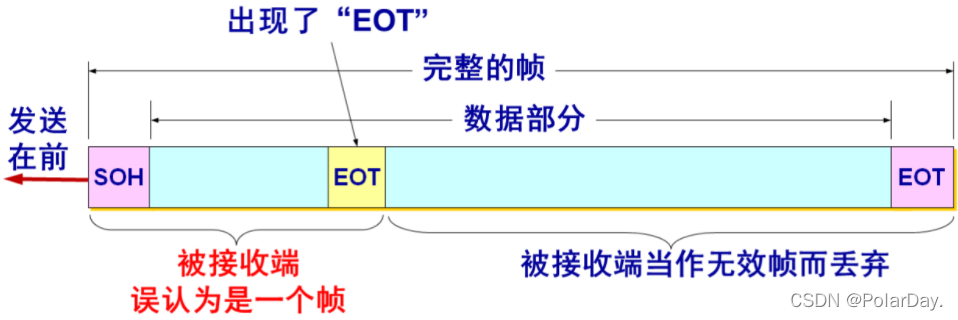 出现了“EOT”
完整的帧
数据部分
发送
在前
SOH
EOT
EOT
被接收端
误认为是一个帧
被接收端当作无效帧而丢弃
CSDN @PolarDay.